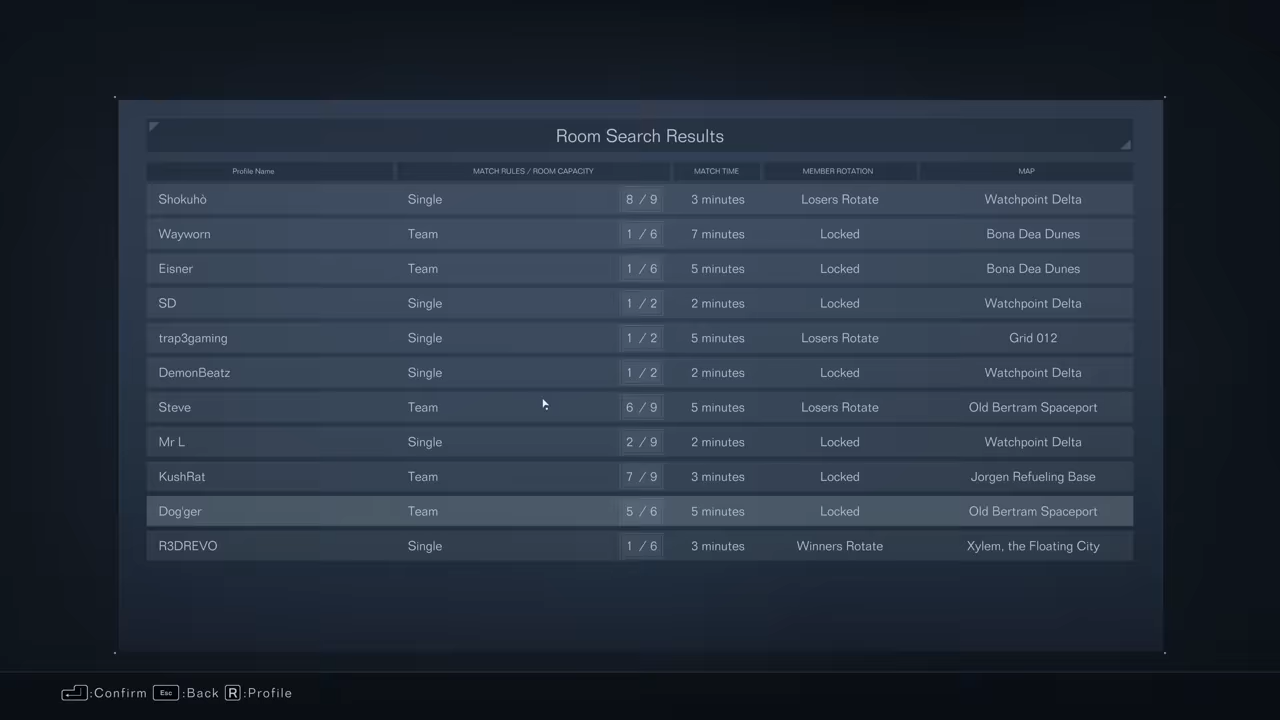 Room Search Results
Profile Name MATCH RULES / ROOM CAPACITY MATCH TIME MEMBER ROTATION MAP
Shokuhò Single 8 / 9 3 minutes Losers Rotate Watchpoint Delta
Wayworn Team 1 / 6 7 minutes Locked Bona Dea Dunes
Eisner Team 1 / 6 5 minutes Locked Bona Dea Dunes
SD Single 1 / 2 2 minutes Locked Watchpoint Delta
trap3gaming Single 1 / 2 5 minutes Losers Rotate Grid 012
DemonBeatz Single 1 / 2 2 minutes Locked Watchpoint Delta
Steve Team 6 / 9 5 minutes Losers Rotate Old Bertram Spaceport
Mr L Single 2 / 9 2 minutes Locked Watchpoint Delta
KushRat Team 7 / 9 3 minutes Locked Jorgen Refueling Base
Dog'ger Team 5 / 6 5 minutes Locked Old Bertram Spaceport
R3DREVO Single 1 / 6 3 minutes Winners Rotate Xylem, the Floating City
:Confirm Esc :Back R :Profile